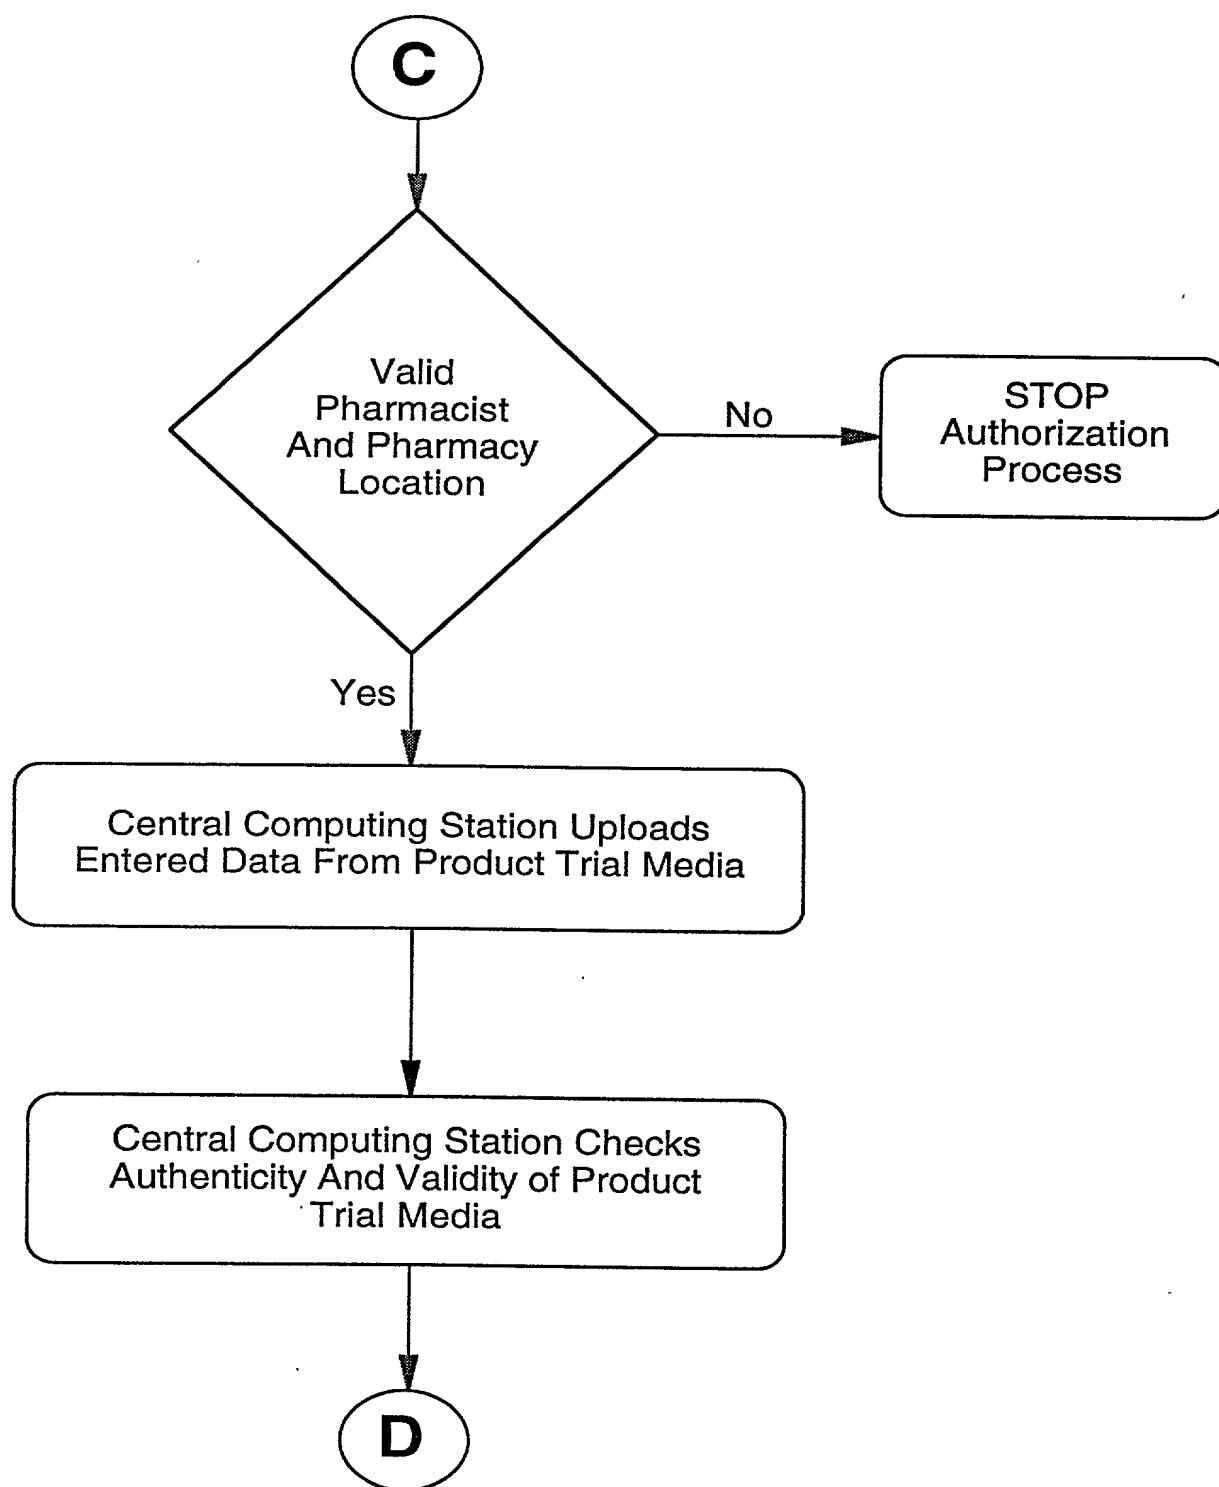 C
Valid
Pharmacist
And Pharmacy
Location
No
STOP
Authorization
Process
Yes
Central Computing Station Uploads
Entered Data From Product Trial Media
Central Computing Station Checks
Authenticity And Validity of Product
Trial Media
D